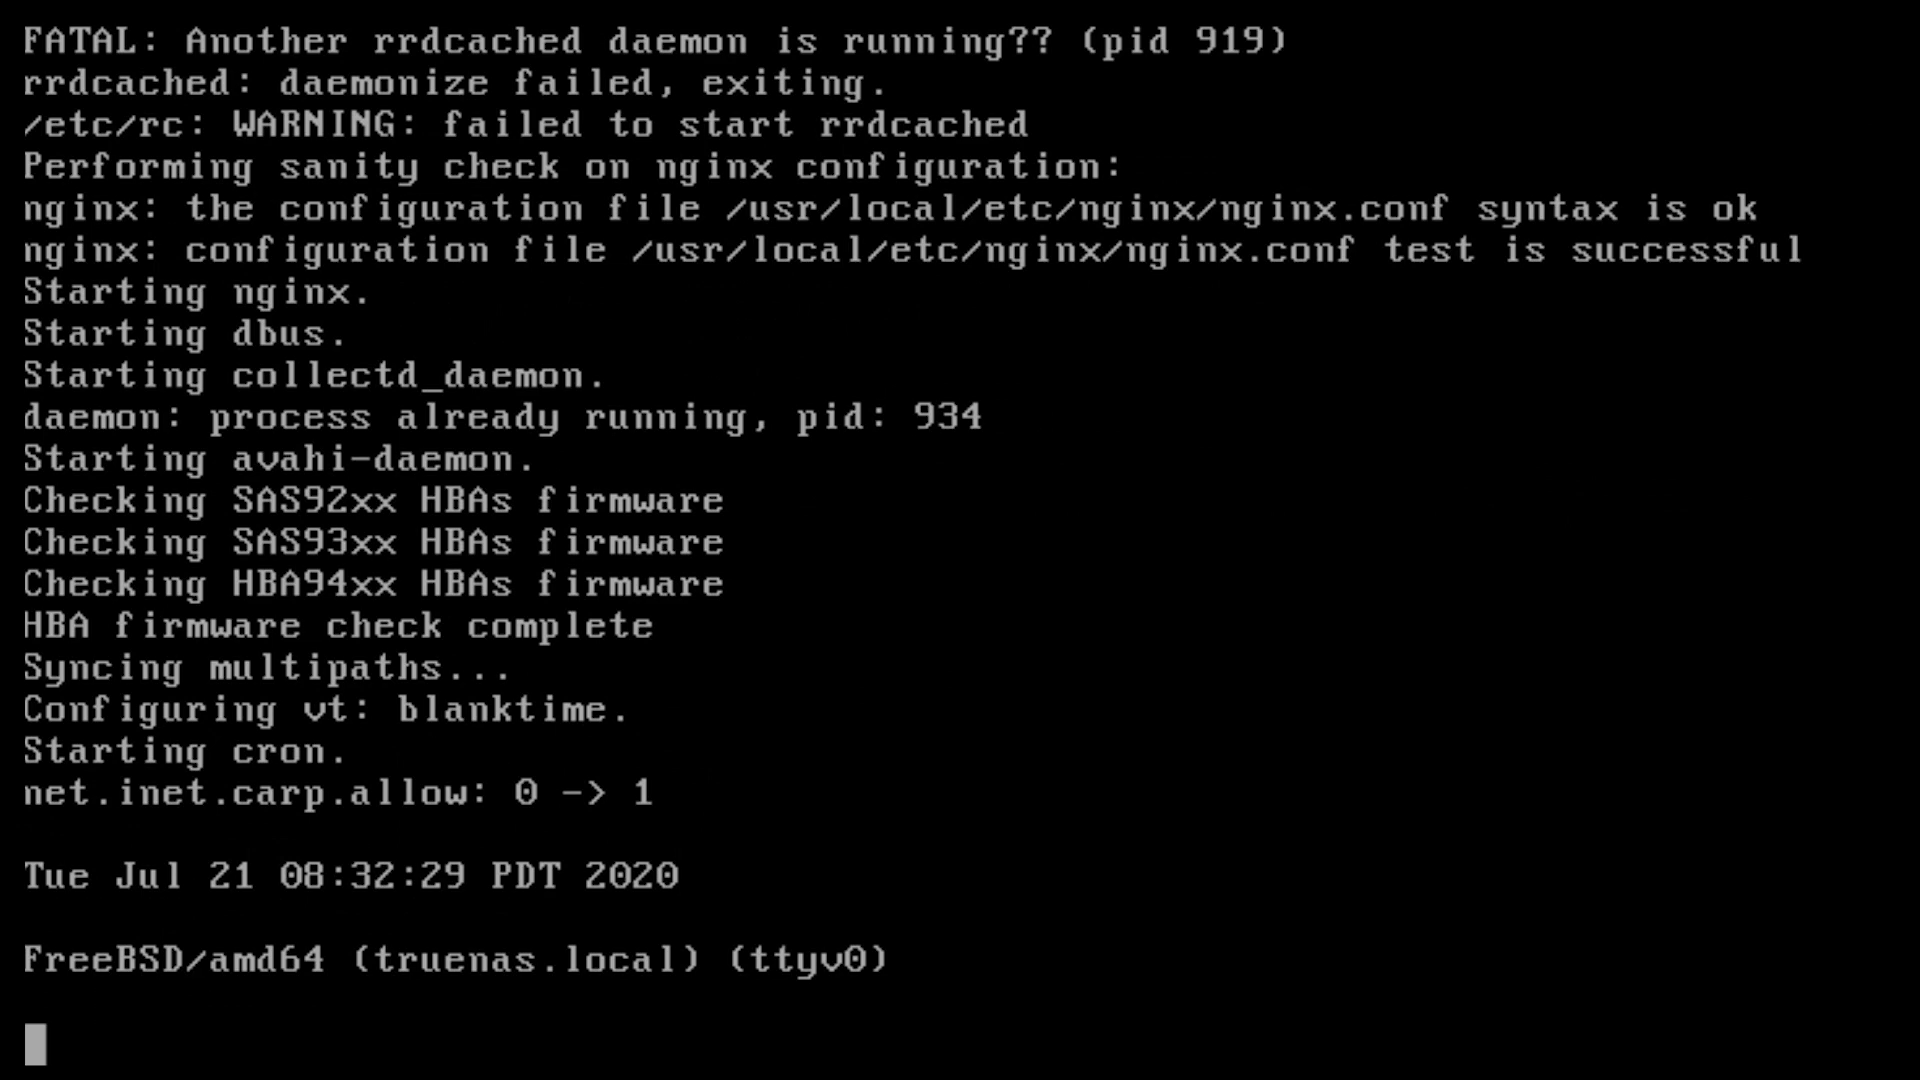 FATAL: Another rrdcached daemon is running?? (pid 919)
rrdcached: daemonize failed, exiting.
/etc/rc: WARNING: failed to start rrdcached
Performing sanity check on nginx configuration:
nginx: the configuration file /usr/local/etc/nginx/nginx.conf syntax is ok
nginx: configuration file /usr/local/etc/nginx/nginx.conf test is successful
Starting nginx.
Starting dbus.
Starting collectd_daemon.
daemon: process already running, pid: 934
Starting avahi-daemon.
Checking SAS92xx HBAs firmware
Checking SAS93xx HBAs firmware
Checking HBA94xx HBAs firmware
HBA firmware check complete
Syncing multipaths...
Configuring vt: blanktime.
Starting cron.
net.inet.carp.allow: 0 -> 1
Tue Jul 21 08:32:29 PDT 2020
FreeBSD/amd64 (truenas.local) (ttyv0)